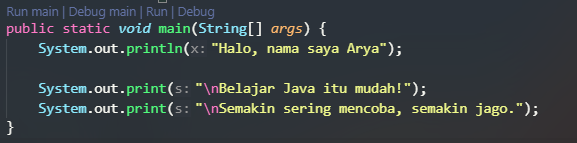 Run main | Debug main | Run | Debug
public static void main(String[] args) {
System.out.println(x: "Halo, nama saya Arya");
System.out.print(s: "\nBelajar Java itu mudah!");
System.out.print(s: "\nSemakin sering mencoba, semakin jago.");
}